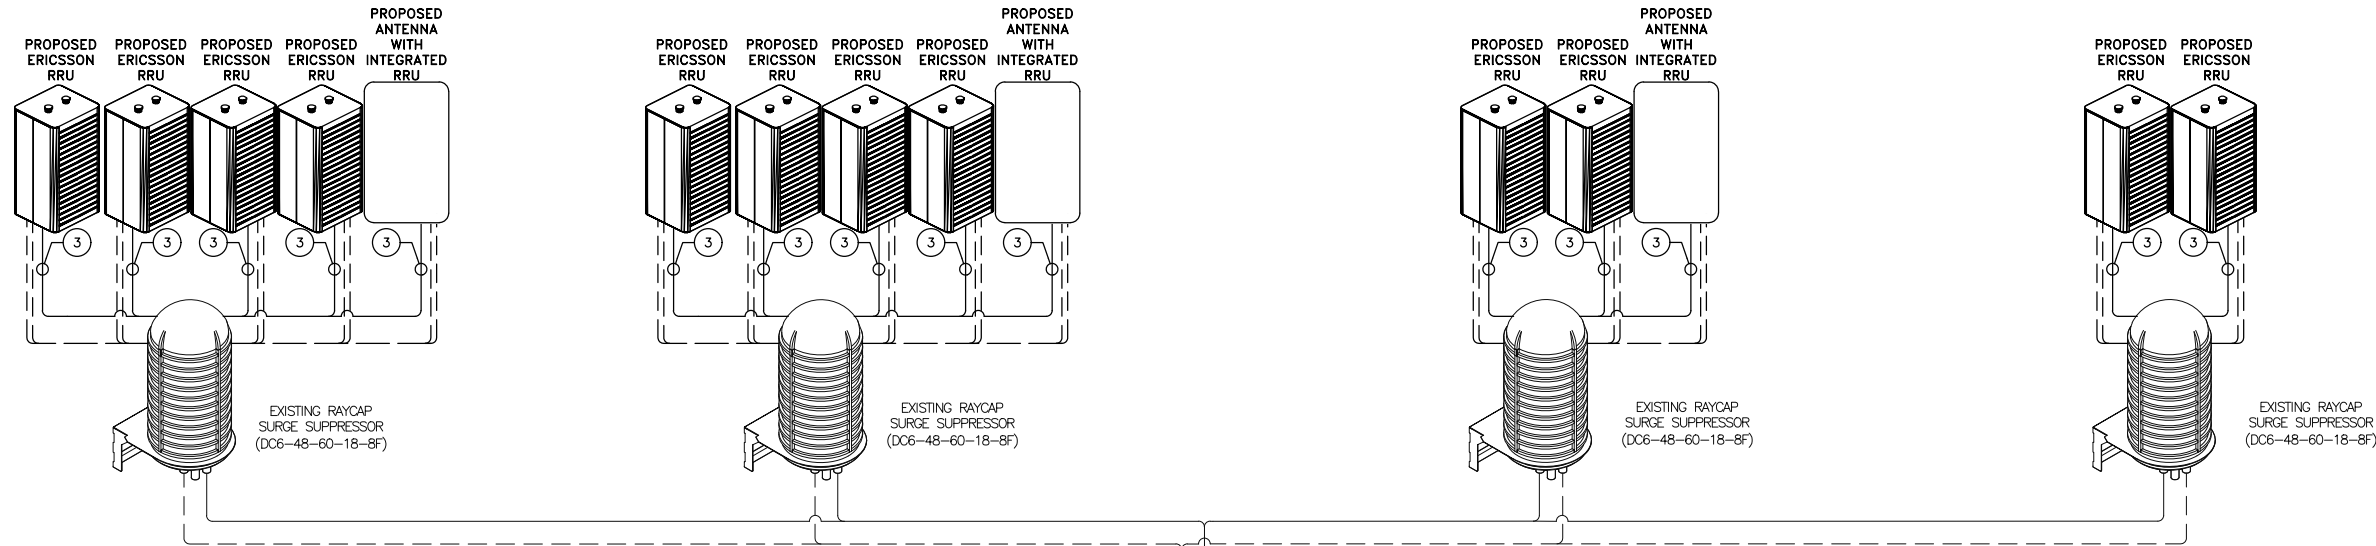 PROPOSED
ERICSSON
RRU
PROPOSED
ERICSSON
RRU
PROPOSED
ERICSSON
RRU
PROPOSED
ERICSSON
RRU
PROPOSED
ANTENNA
WITH
INTEGRATED
RRU
3
3
3
3
3
EXISTING RAYCAP
SURGE SUPPRESSOR
(DC6-48-60-18-8F)
PROPOSED
ERICSSON
RRU
PROPOSED
ERICSSON
RRU
PROPOSED
ERICSSON
RRU
PROPOSED
ERICSSON
RRU
PROPOSED
ANTENNA
WITH
INTEGRATED
RRU
3
3
3
3
3
EXISTING RAYCAP
SURGE SUPPRESSOR
(DC6-48-60-18-8F)
PROPOSED
ERICSSON
RRU
PROPOSED
ERICSSON
RRU
PROPOSED
ANTENNA
WITH
INTEGRATED
RRU
3
3
3
EXISTING RAYCAP
SURGE SUPPRESSOR
(DC6-48-60-18-8F)
PROPOSED
ERICSSON
RRU
PROPOSED
ERICSSON
RRU
3
3
EXISTING RAYCAP
SURGE SUPPRESSOR
(DC6-48-60-18-8F)